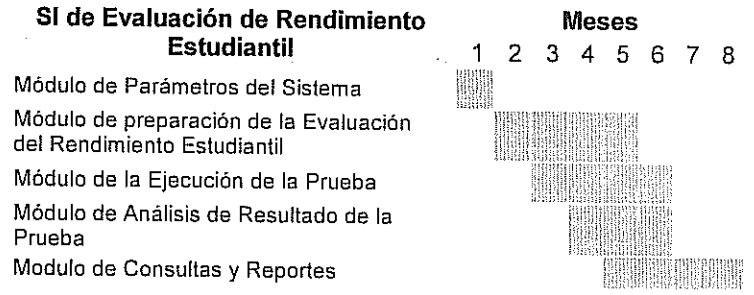 SI de Evaluación de Rendimiento
Estudiantil
Meses
1 2 3 4 5 6 7 8
Módulo de Parámetros del Sistema
Módulo de preparación de la Evaluación
del Rendimiento Estudiantil
Módulo de la Ejecución de la Prueba
Módulo de Análisis de Resultado de la
Prueba
Modulo de Consultas y Reportes